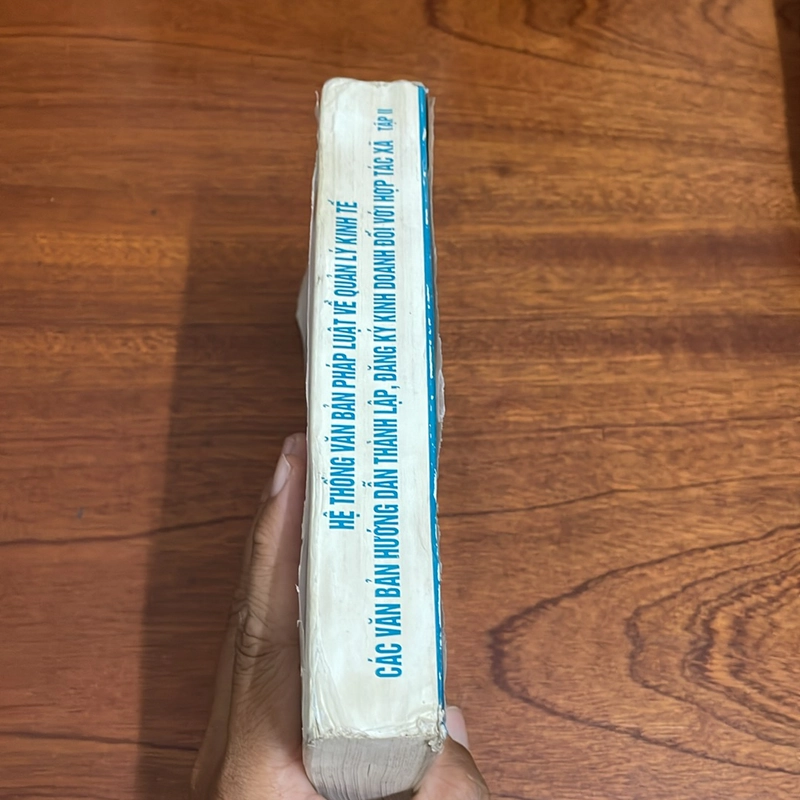 HỆ THỐNG VĂN BẢN PHÁP LUẬT VỀ QUẢN LÝ KINH TẾ
CÁC VĂN BẢN HƯỚNG DẪN THÀNH LẬP, ĐĂNG KÝ KINH DOANH ĐỐI VỚI HỢP TÁC XÃ TẬP II